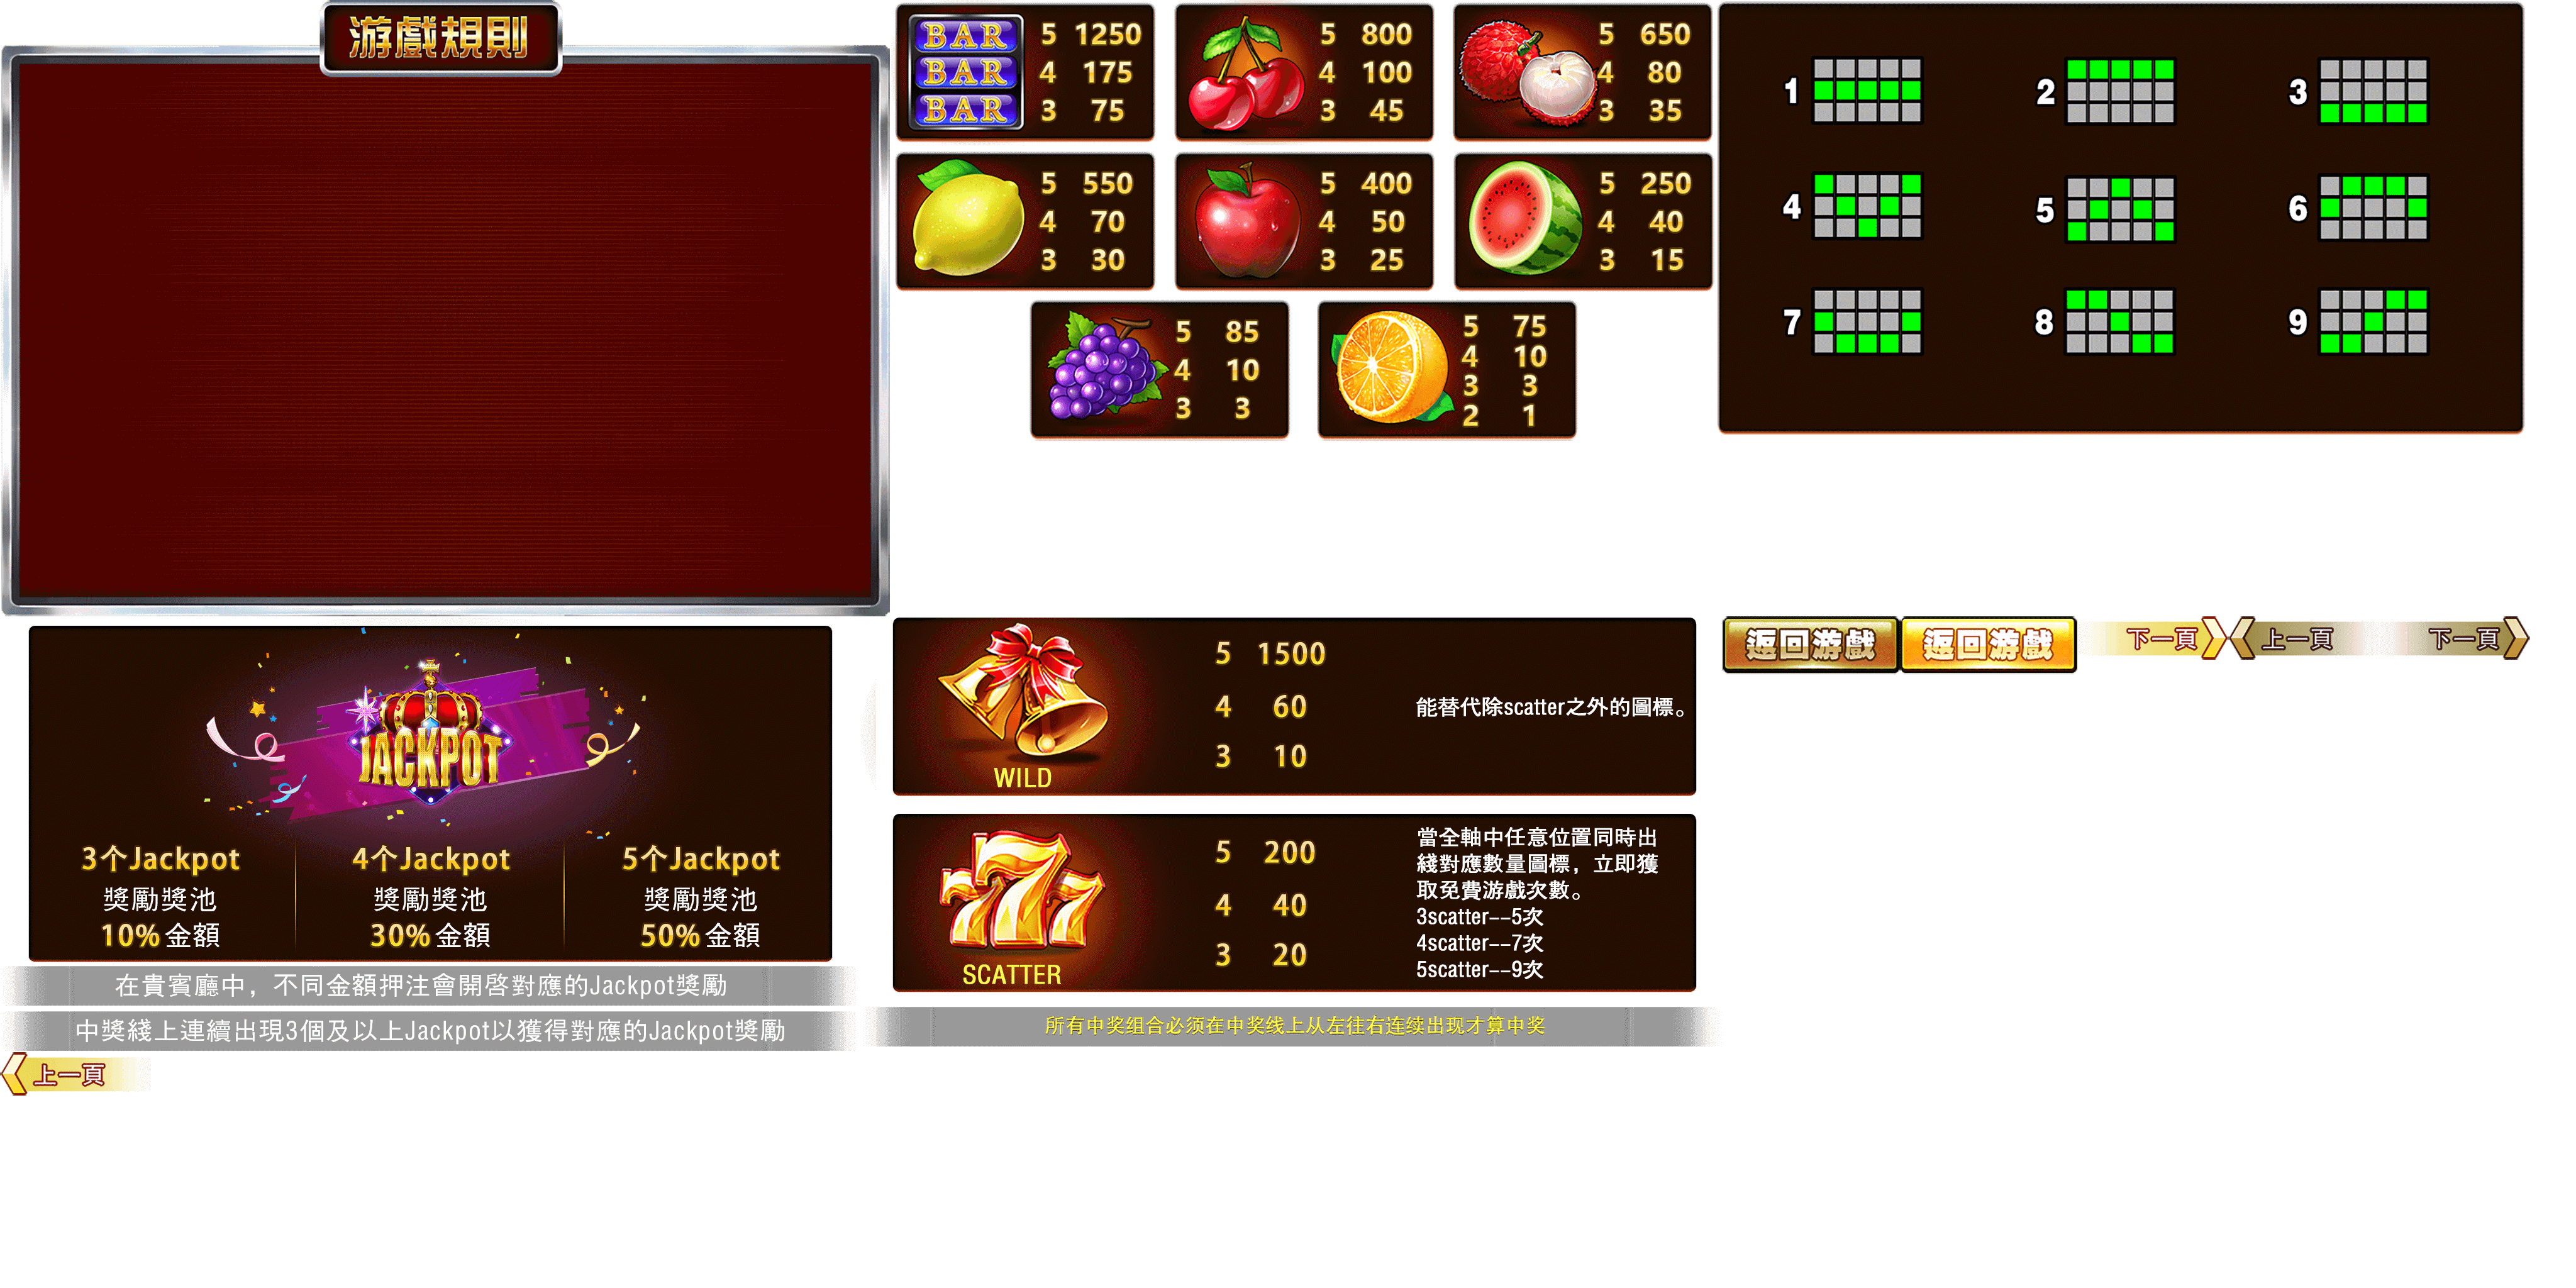 游戲規則
BAR
BAR
BAR
5 1250
4 175
3 75
5 800
4 100
3 45
5 650
4 80
3 35
5 550
4 70
3 30
5 400
4 50
3 25
5 250
4 40
3 15
5 85
4 10
3 3
5 75
4 10
3 3
2 1
1
2
3
4
5
6
7
8
9
JACKPOT
3个Jackpot
獎勵獎池
10%金額
4个Jackpot
獎勵獎池
30%金額
5个Jackpot
獎勵獎池
50%金額
在貴賓廳中，不同金額押注會開啓對應的Jackpot獎勵
中獎綫上連續出現3個及以上Jackpot以獲得對應的Jackpot獎勵
上一頁
WILD
5 1500
4 60
3 10
能替代除scatter之外的圖標。
777
SCATTER
5 200
4 40
3 20
當全軸中任意位置同時出
綫對應數量圖標，立即獲
取免費游戲次數。
3scatter--5次
4scatter--7次
5scatter--9次
所有中奖组合必须在中奖线上从左往右连续出现才算中奖
返回游戲
返回游戲
下一頁
上一頁
下一頁